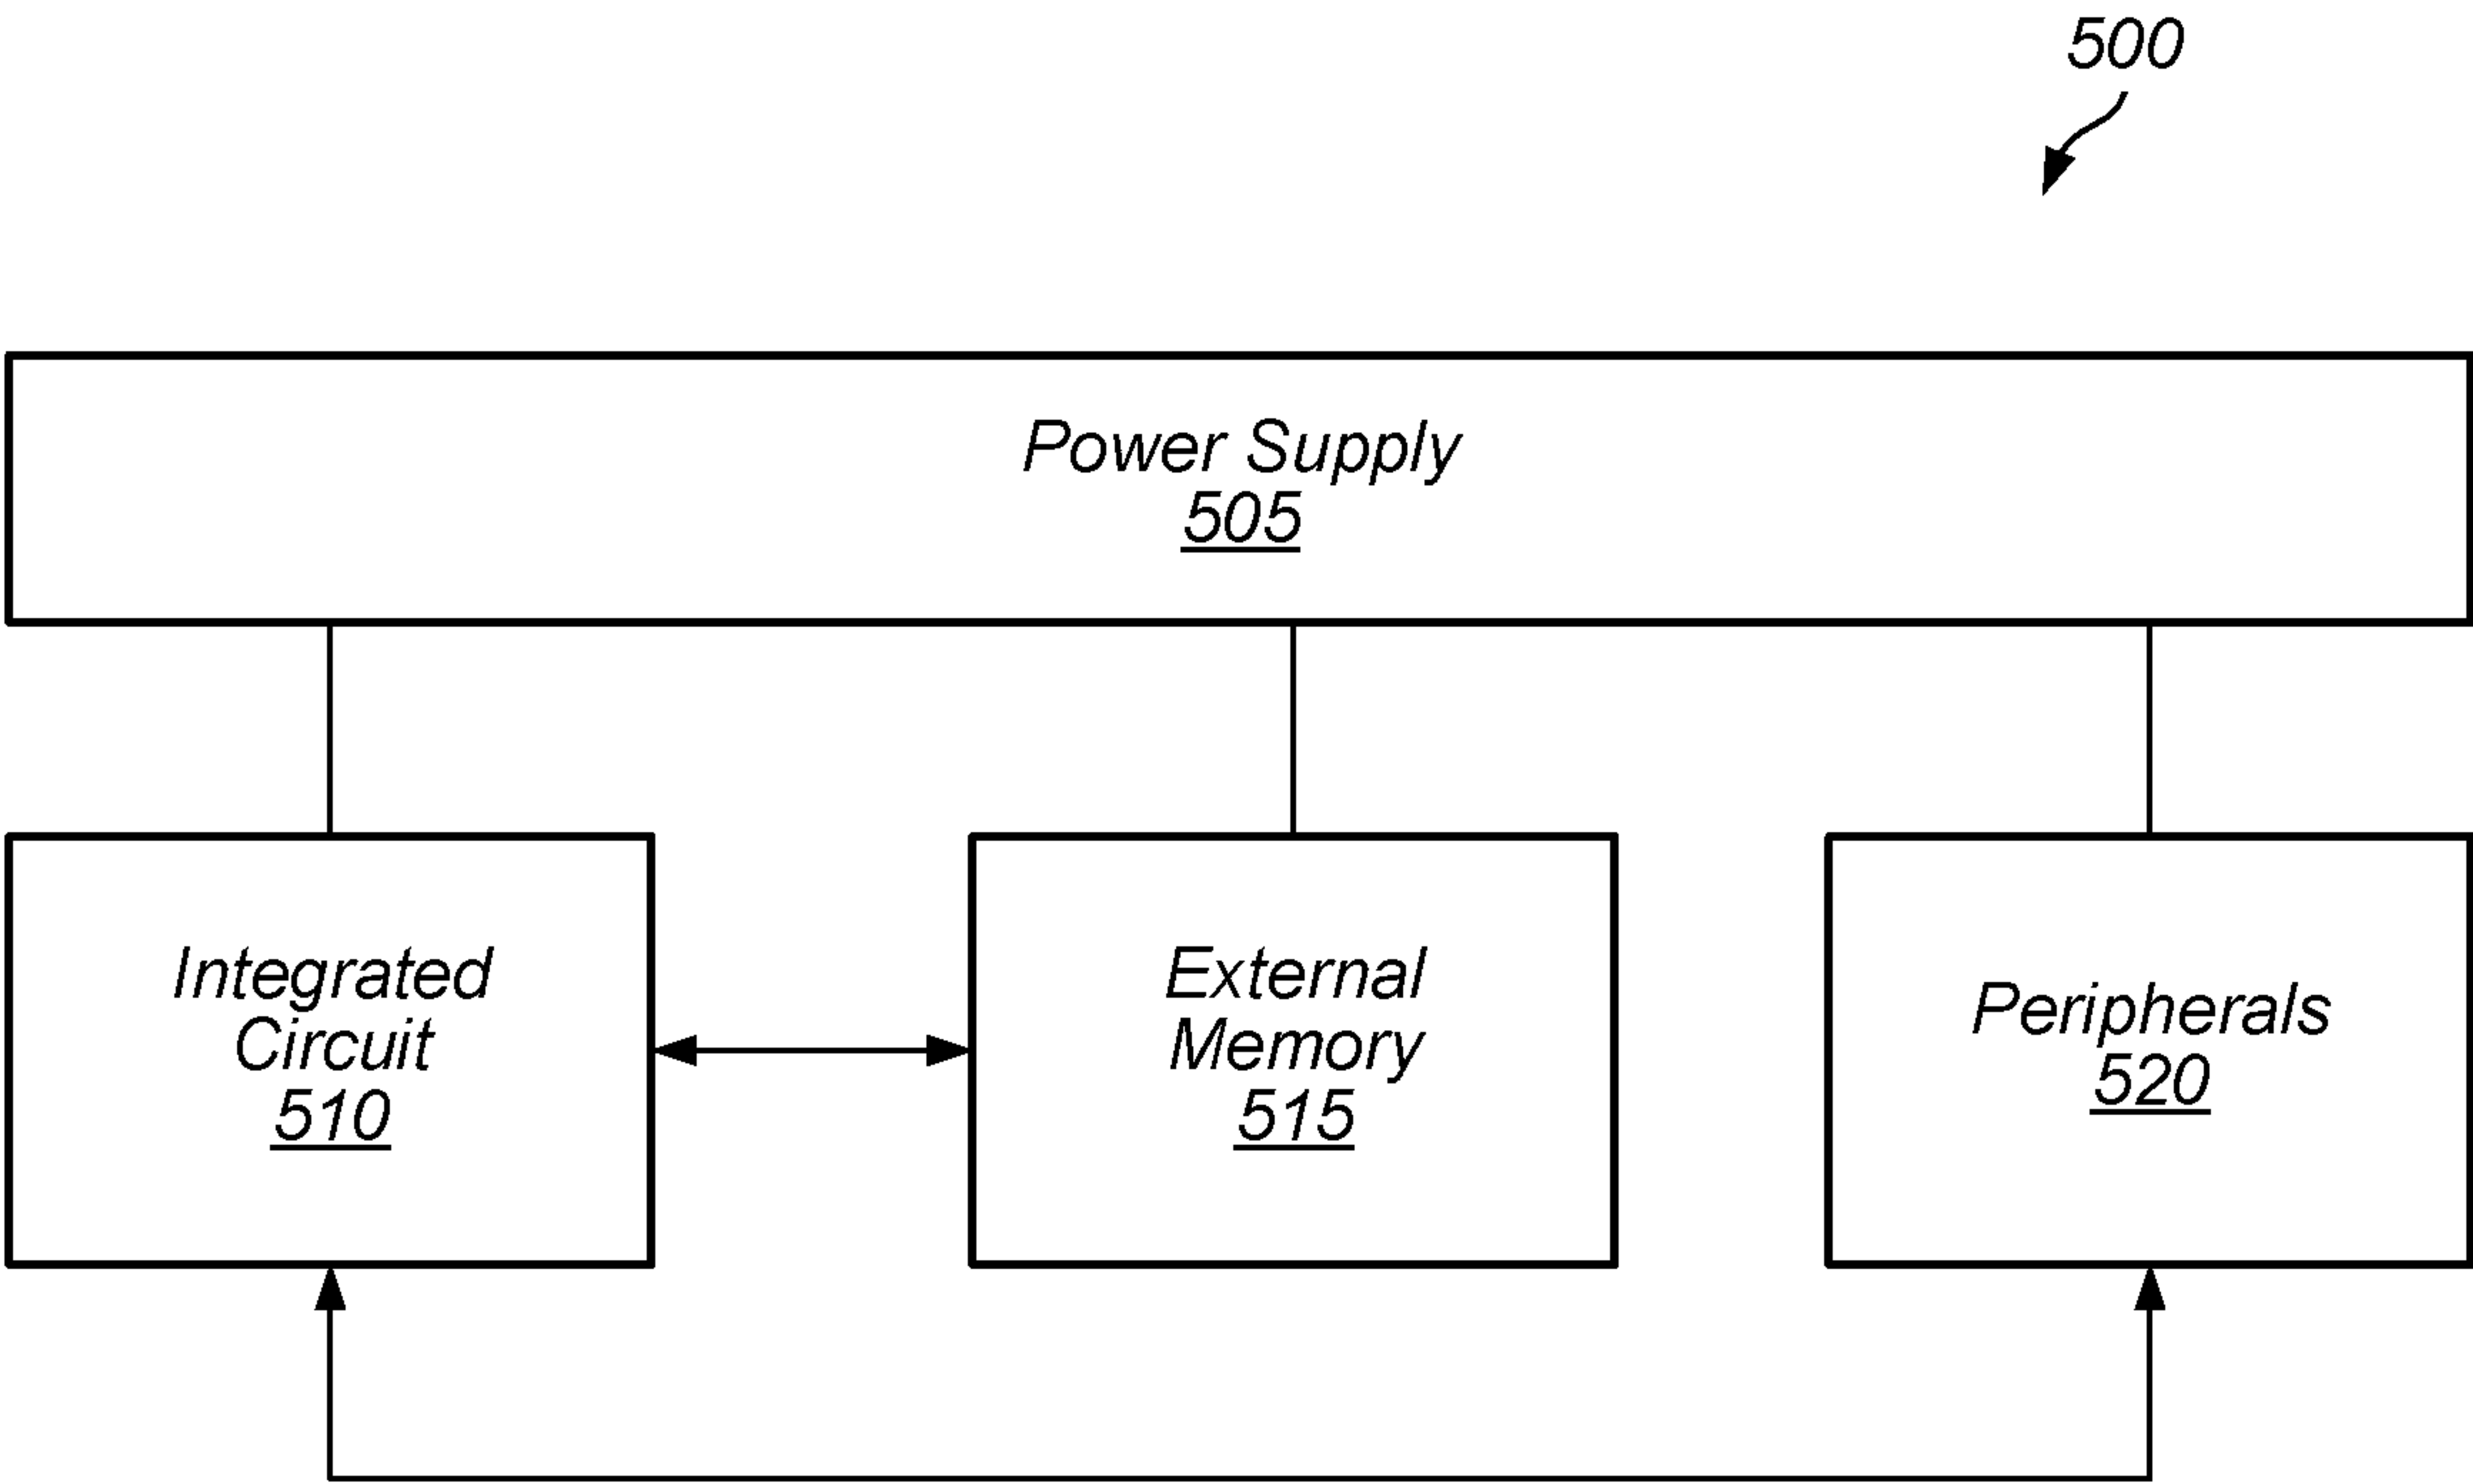 500
Power Supply
505
Integrated
Circuit
510
External
Memory
515
Peripherals
520